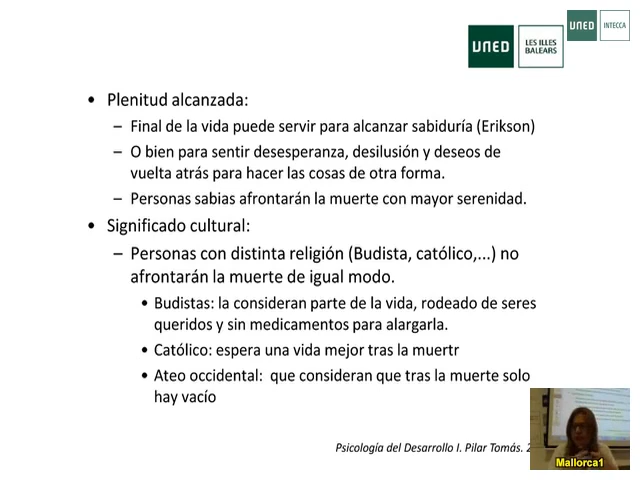 UNED
INTECCA
UNED
LES ILLES
BALEARS
• Plenitud alcanzada:
– Final de la vida puede servir para alcanzar sabiduría (Erikson)
– O bien para sentir desesperanza, desilusión y deseos de
vuelta atrás para hacer las cosas de otra forma.
– Personas sabias afrontarán la muerte con mayor serenidad.
• Significado cultural:
– Personas con distinta religión (Budista, católico,...) no
afrontarán la muerte de igual modo.
• Budistas: la consideran parte de la vida, rodeado de seres
queridos y sin medicamentos para alargarla.
• Católico: espera una vida mejor tras la muertr
• Ateo occidental: que consideran que tras la muerte solo
hay vacío
Psicología del Desarrollo I. Pilar Tomás. 2
Mallorca1